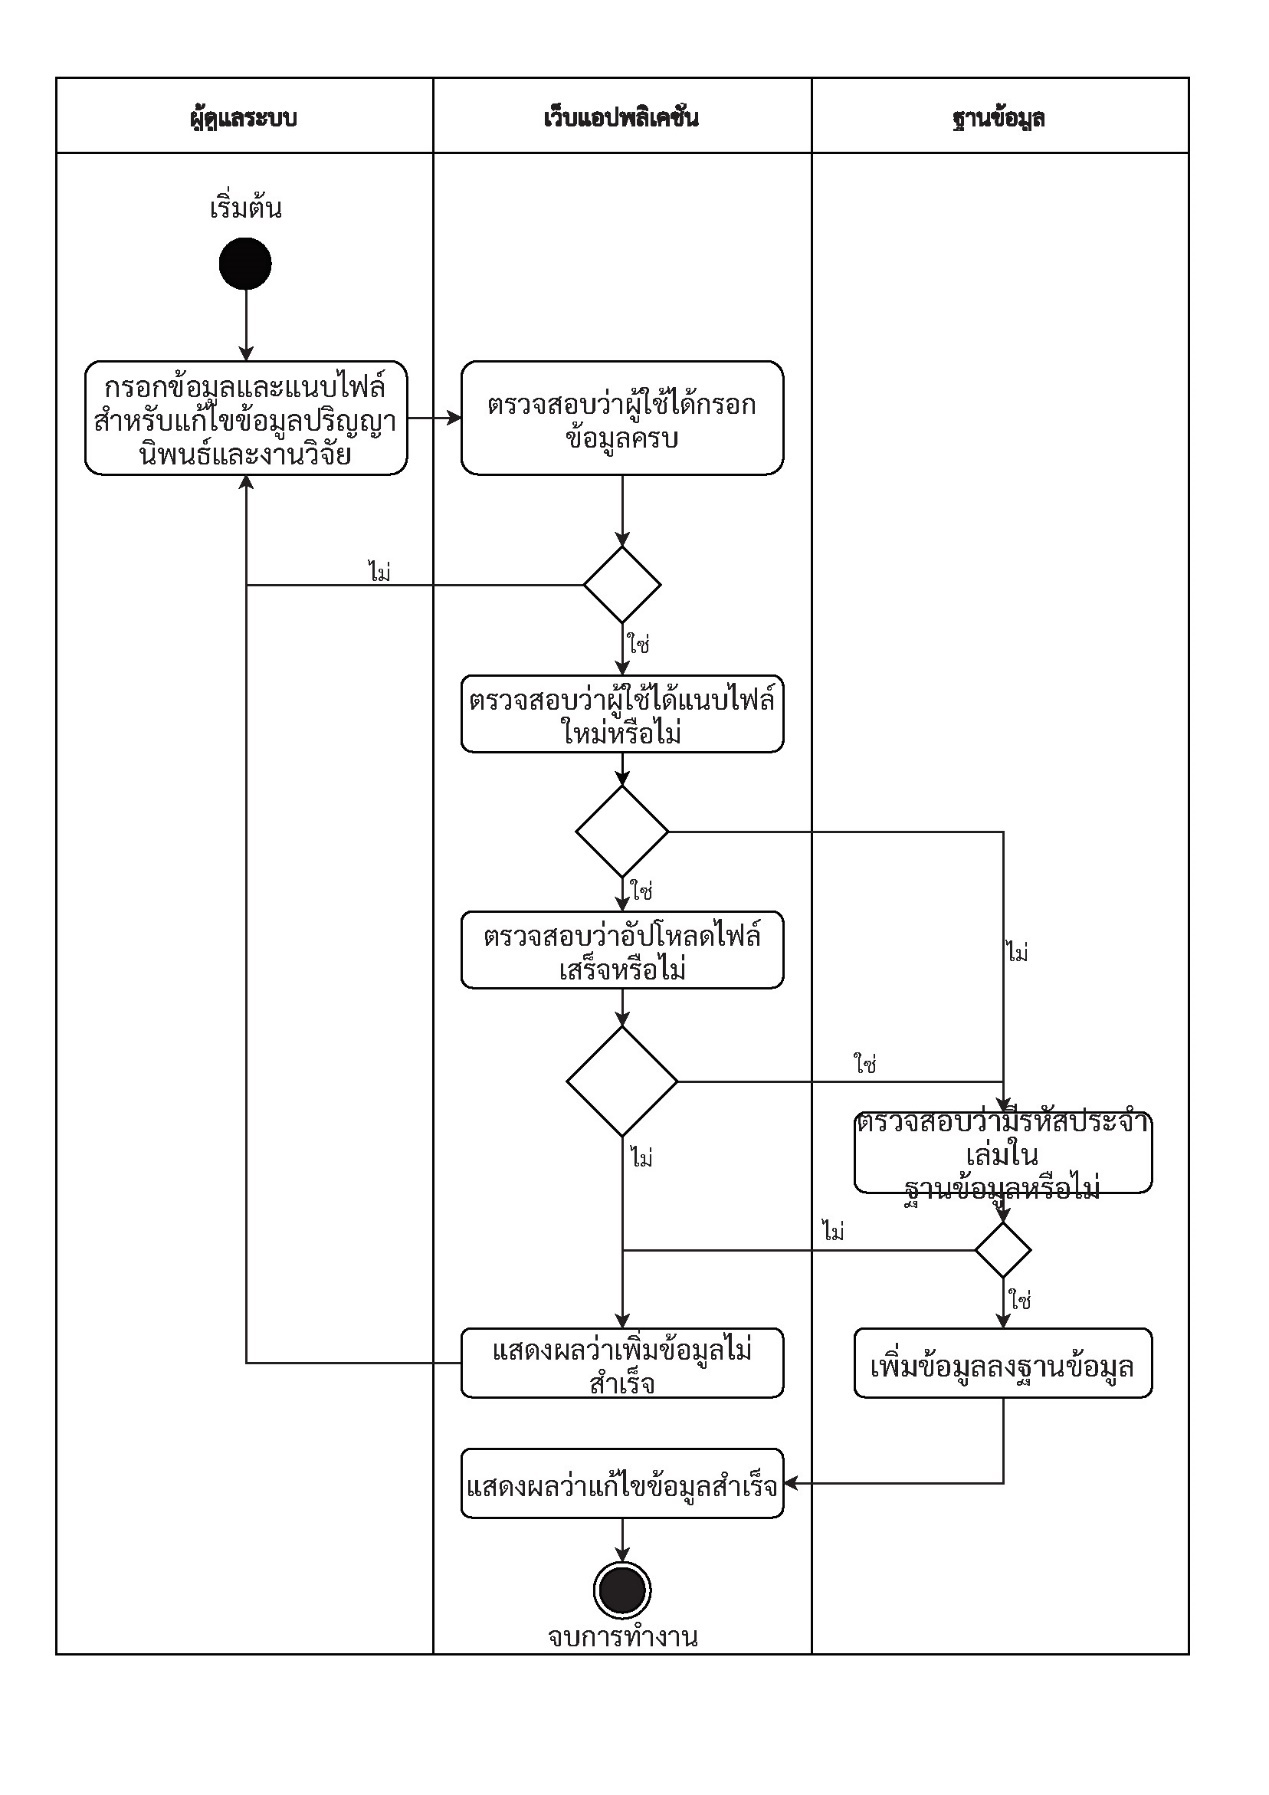 ผู้ดูแลระบบ
เว็บแอปพลิเคชัน
ฐานข้อมูล
เริ่มต้น
กรอกข้อมูลและแนบไฟล์
สำหรับแก้ไขข้อมูลปริญญา
นิพนธ์และงานวิจัย
ตรวจสอบว่าผู้ใช้ได้กรอก
ข้อมูลครบ
ไม่
ใช่
ตรวจสอบว่าผู้ใช้ได้แนบไฟล์
ใหม่หรือไม่
ใช่
ไม่
ตรวจสอบว่าอัปโหลดไฟล์
เสร็จหรือไม่
ใช่
ไม่
ตรวจสอบว่ามีรหัสประจำ
เล่มใน
ฐานข้อมูลหรือไม่
ไม่
ใช่
แสดงผลว่าเพิ่มข้อมูลไม่
สำเร็จ
เพิ่มข้อมูลลงฐานข้อมูล
แสดงผลว่าแก้ไขข้อมูลสำเร็จ
จบการทำงาน